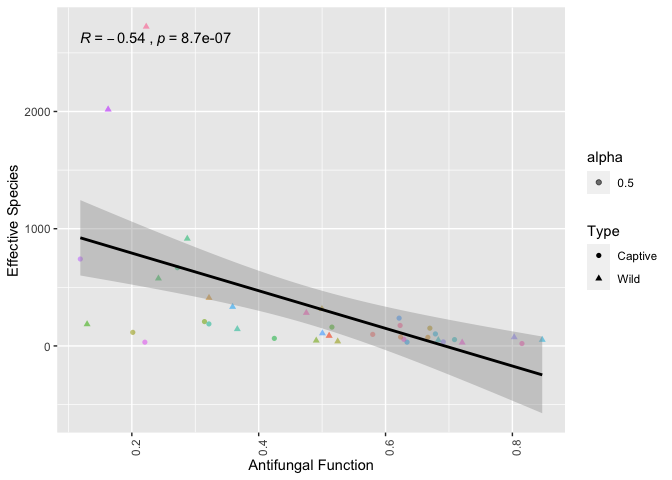 R = −0.54 , p = 8.7e-07
2000
1000
0
Effective Species
0.2
0.4
0.6
0.8
Antifungal Function
alpha
0.5
Type
Captive
Wild